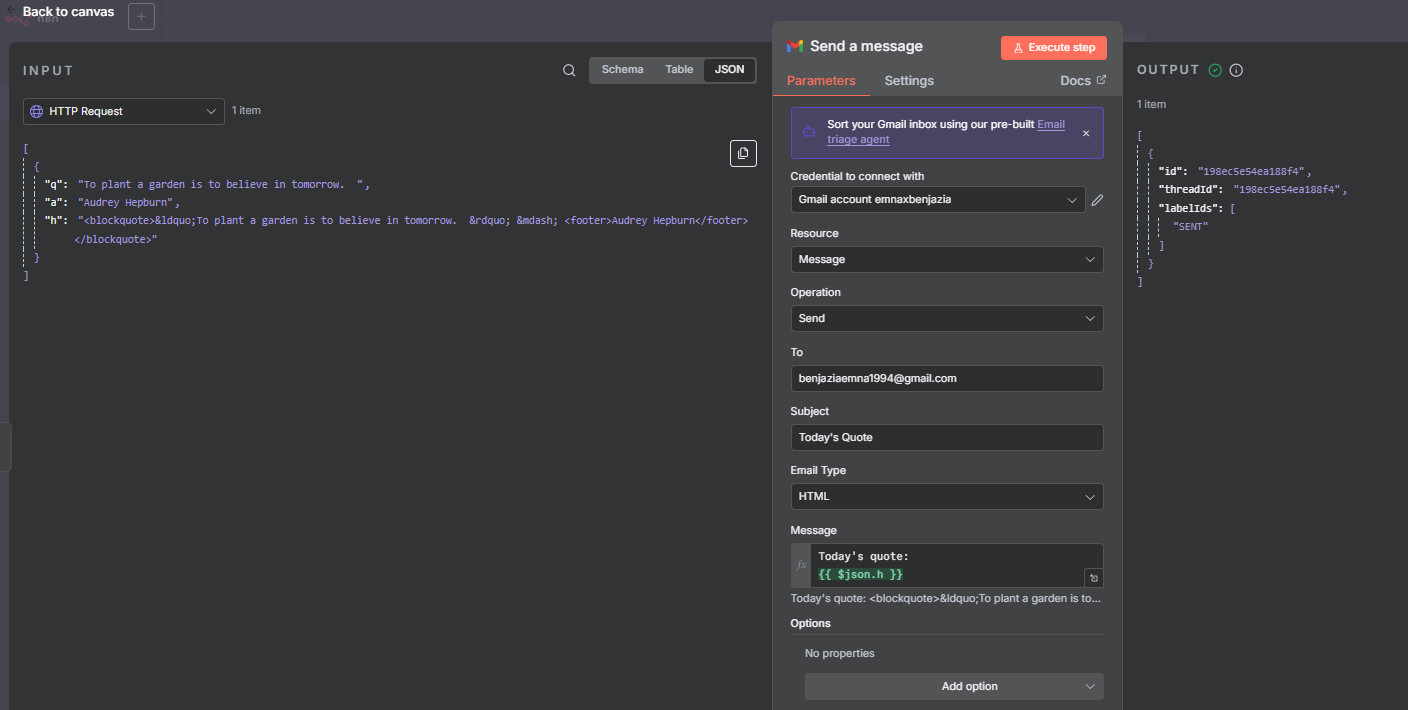 Back to canvas
n8n
INPUT
Schema Table JSON
HTTP Request
1 item
[
{
"q": "To plant a garden is to believe in tomorrow.  ",
"a": "Audrey Hepburn",
"h": "<blockquote>&ldquo;To plant a garden is to believe in tomorrow.  &rdquo; &mdash; <footer>Audrey Hepburn</footer>
</blockquote>"
}
]
Send a message
Execute step
Parameters Settings Docs
Sort your Gmail inbox using our pre-built Email
triage agent
Credential to connect with
Gmail account emnaxbenjazia
Resource
Message
Operation
Send
To
benjaziaemna1994@gmail.com
Subject
Today's Quote
Email Type
HTML
Message
fx
Today's quote:
{{ $json.h }}
Today's quote: <blockquote>&ldquo;To plant a garden is to...
Options
No properties
Add option
OUTPUT
1 item
[
{
"id": "198ec5e54ea188f4",
"threadId": "198ec5e54ea188f4",
"labelIds": [
"SENT"
]
}
]